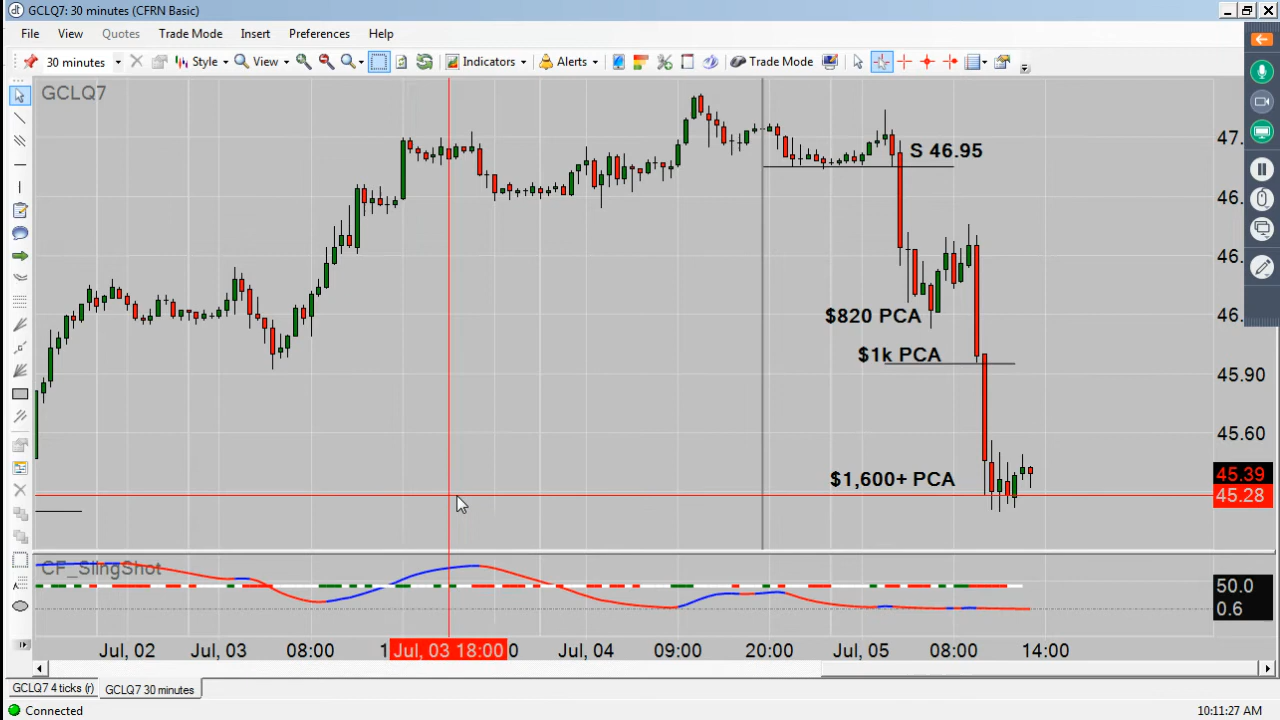 GCLQ7: 30 minutes (CFRN Basic)
File View Quotes Trade Mode Insert Preferences Help
30 minutes Style View Indicators Alerts Trade Mode
GCLQ7
S 46.95
$820 PCA
$1k PCA
$1,600+ PCA
47.
46.
46.
46.
45.90
45.60
45.39
45.28
CF_SlingShot
50.0
0.6
Jul, 02 Jul, 03 08:00 1 Jul, 03 18:00 0 Jul, 04 09:00 20:00 Jul, 05 08:00 14:00
GCLQ7 4 ticks (r) GCLQ7 30 minutes
Connected 10:11:27 AM